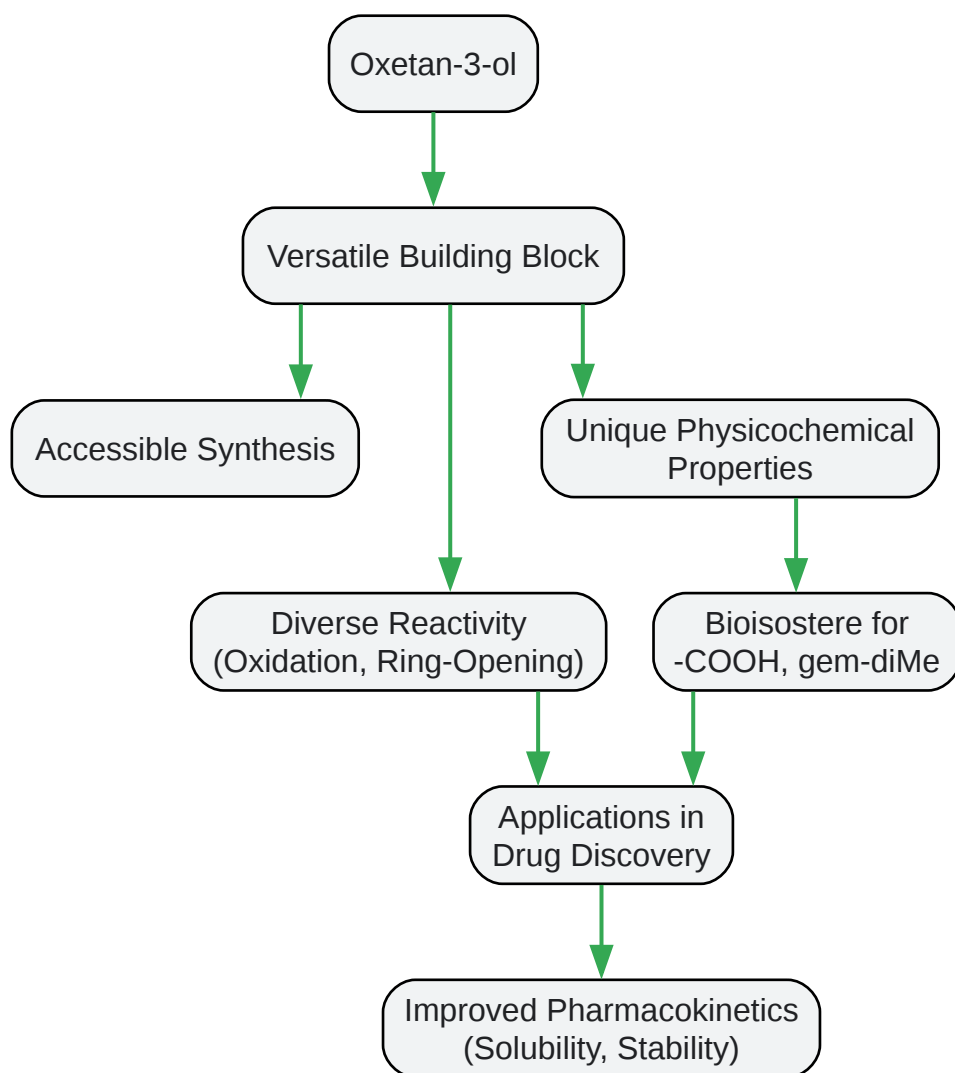 Oxetan-3-ol
Versatile Building Block
Accessible Synthesis
Unique Physicochemical
Properties
Diverse Reactivity
(Oxidation, Ring-Opening)
Bioisostere for
-COOH, gem-diMe
Applications in
Drug Discovery
Improved Pharmacokinetics
(Solubility, Stability)